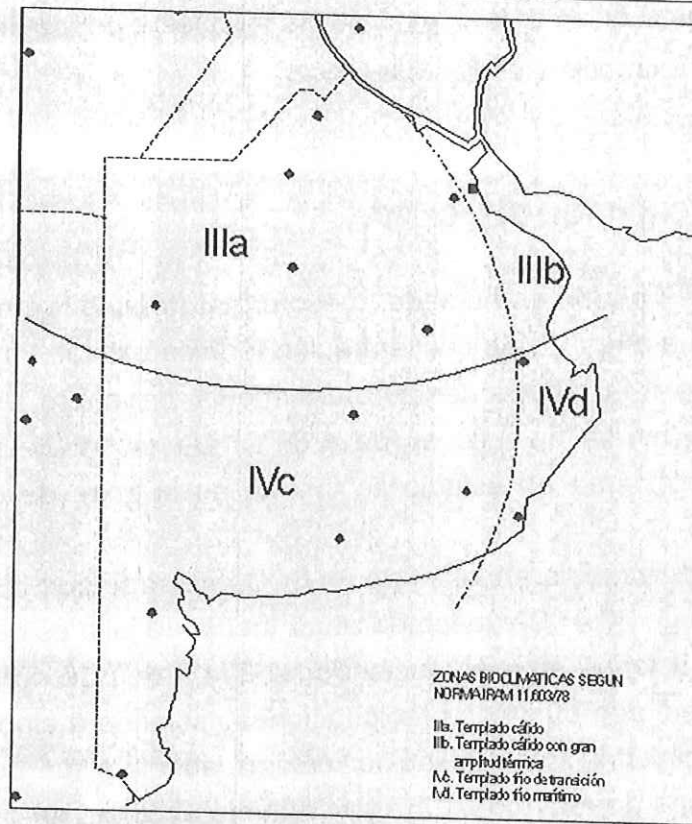 IIIa
IIIb
IVd
IVc
ZONAS BIOCLIMATICAS SEGUN
NORMA IRAM 11.603/78
IIIa. Templado cálido
IIIb. Templado cálido con gran
amplitud térmica
IVc. Templado frío de transición
IVd. Templado frío marítimo